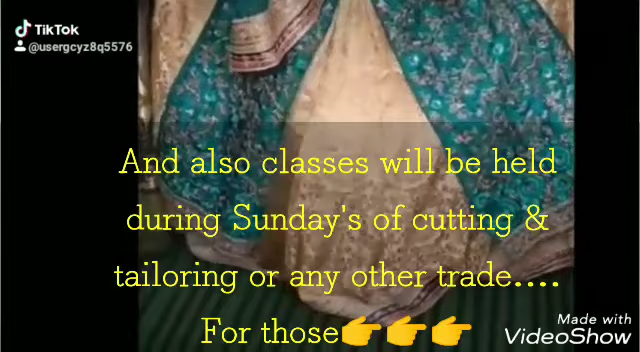 TikTok
@usergcyz8q5576
And also classes will be held
during Sunday's of cutting &
tailoring or any other trade....
For those👉👉👉
Made with
VideoShow